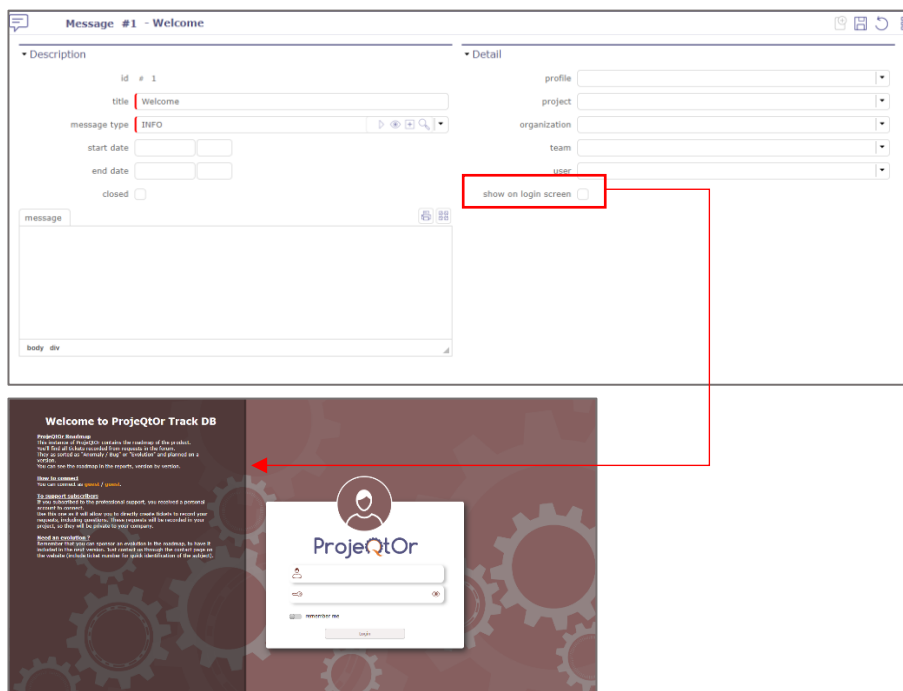 Message #1 - Welcome
Description
id # 1
title Welcome
message type INFO
start date
end date
closed
message
body div
Detail
profile
project
organization
team
user
show on login screen
Welcome to ProjeQtOr Track DB
ProjeQtOr Roadmap
This instance of ProjeQtOr contains the roadmap of the product.
You'll find all tickets recorded from requests in the forum.
They as sorted as "Anomaly / Bug" or "Evolution" and planned on a
version.
You can see the roadmap in the reports, version by version.
How to connect
You can connect as guest / guest.
To support subscribers
If you subscribed to the professional support, you received a personal
account to connect.
Use this one as it will allow you to directly create tickets to record your
requests, including questions. These requests will be recorded in your
project, so they will be private to your company.
Need an evolution ?
Remember that you can sponsor an evolution in the roadmap, to have it
included in the next version. Just contact us through the contact page on
the website (include ticket number for quick identification of the subject).
ProjeQtOr
remember me
Login